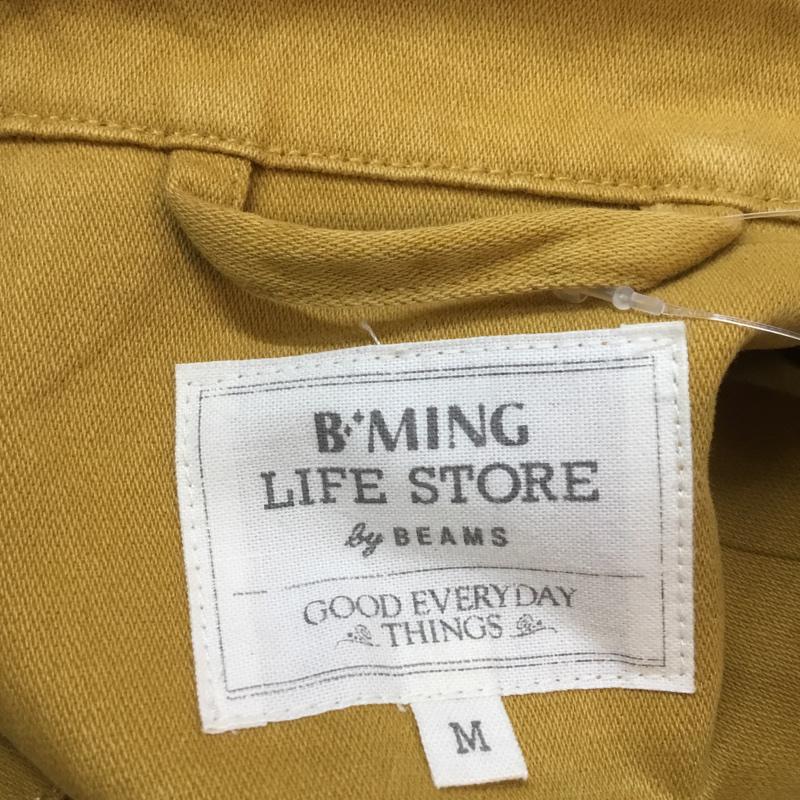 B:MING
LIFE STORE
by BEAMS
GOOD EVERYDAY
THINGS
M